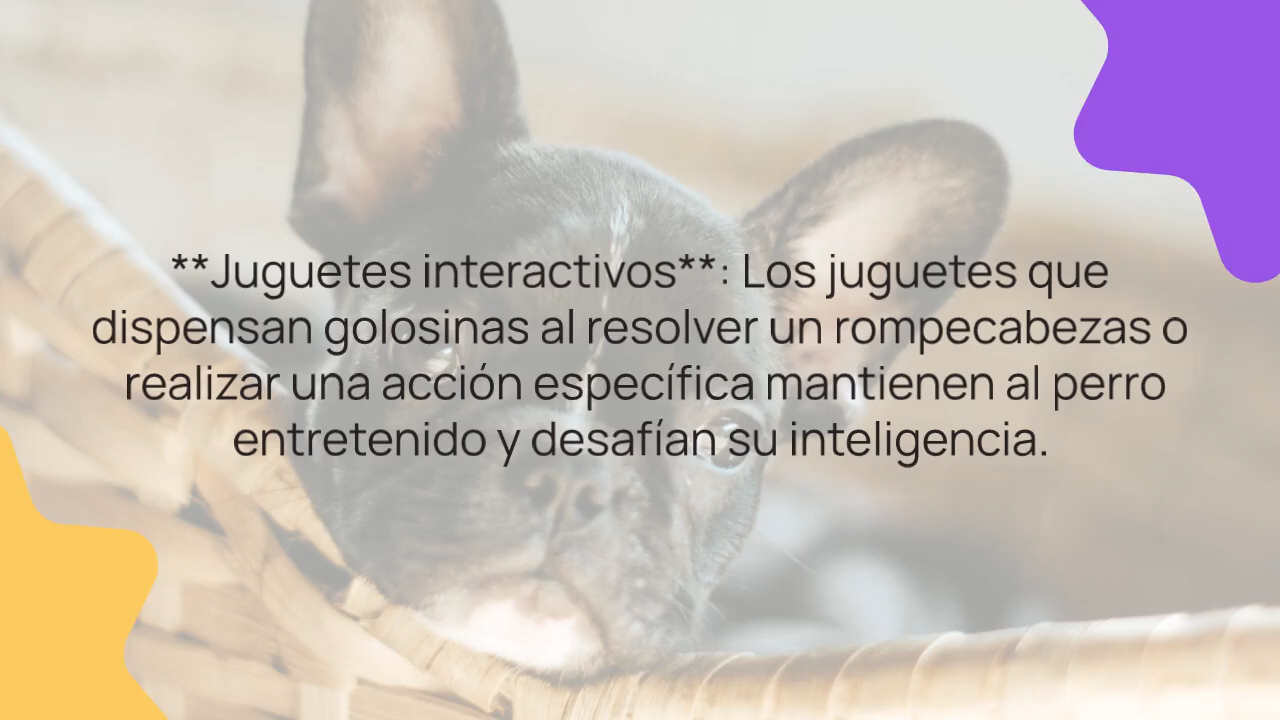 **Juguetes interactivos**: Los juguetes que
dispensan golosinas al resolver un rompecabezas o
realizar una acción específica mantienen al perro
entretenido y desafían su inteligencia.